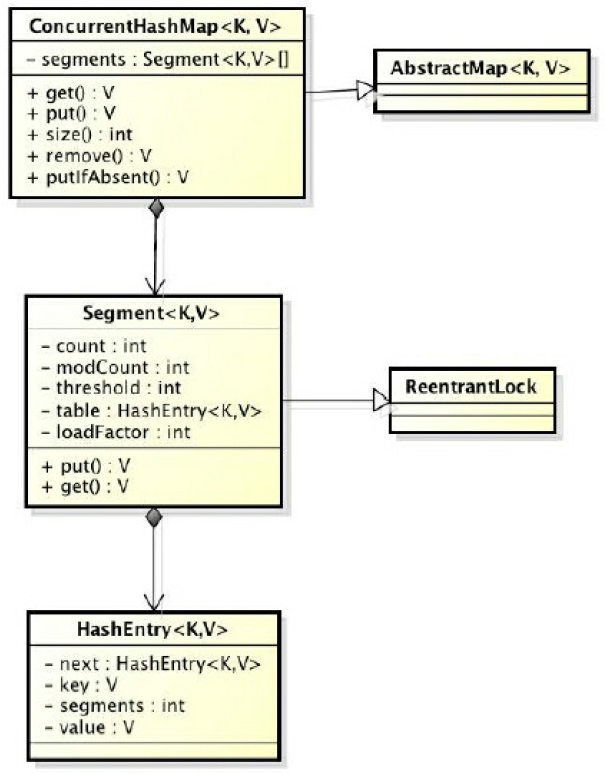 ConcurrentHashMap<K, V>
- segments : Segment<K,V>[]
+ get() : V
+ put() : V
+ size() : int
+ remove() : V
+ putIfAbsent() : V
AbstractMap<K, V>
Segment<K,V>
- count : int
- modCount : int
- threshold : int
- table : HashEntry<K,V>
- loadFactor : int
+ put() : V
+ get() : V
ReentrantLock
HashEntry<K,V>
- next : HashEntry<K,V>
- key : V
- segments : int
- value : V